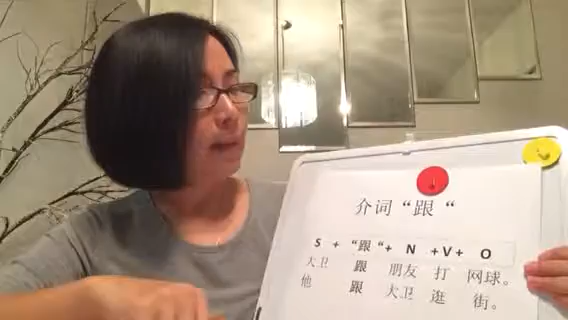 介词“跟“
S + “跟“+ N +V+ O
大卫 跟 朋友 打 网球。
他 跟 大卫 逛 街。